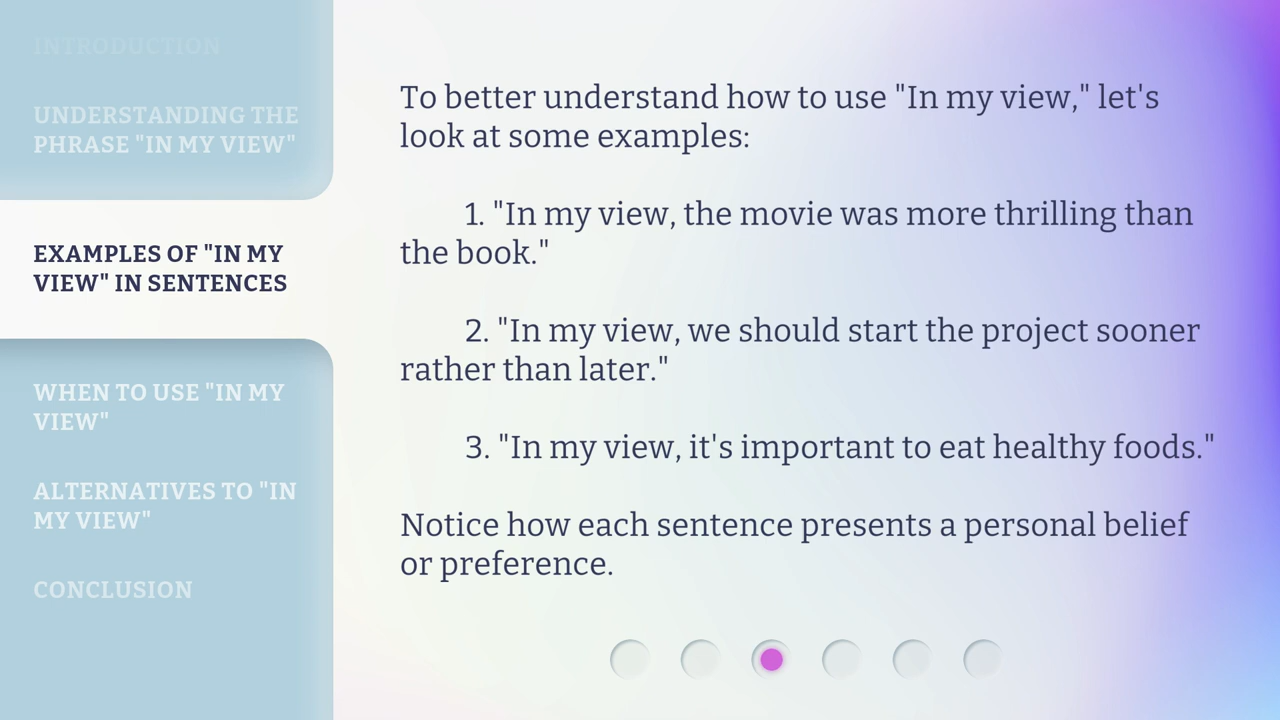 INTRODUCTION
UNDERSTANDING THE
PHRASE "IN MY VIEW"
EXAMPLES OF "IN MY
VIEW" IN SENTENCES
WHEN TO USE "IN MY
VIEW"
ALTERNATIVES TO "IN
MY VIEW"
CONCLUSION
To better understand how to use "In my view," let's
look at some examples:
1. "In my view, the movie was more thrilling than
the book."
2. "In my view, we should start the project sooner
rather than later."
3. "In my view, it's important to eat healthy foods."
Notice how each sentence presents a personal belief
or preference.